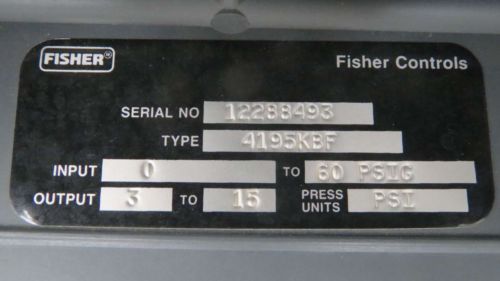 FISHER® Fisher Controls
SERIAL NO 12288493
TYPE 4195KBF
INPUT 0 TO 60 PSIIG
OUTPUT 3 TO 15 PRESS UNITS PSI